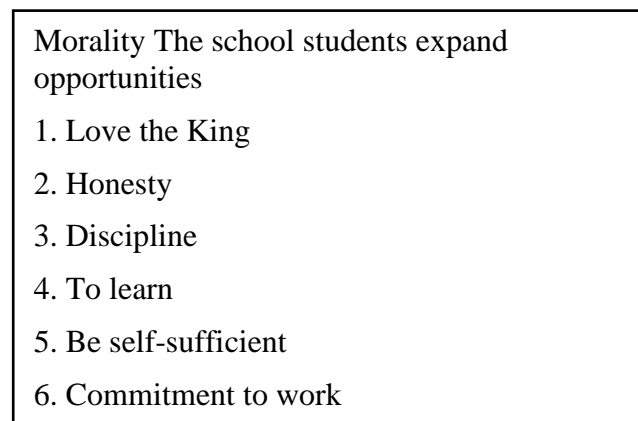 Morality The school students expand
opportunities
1. Love the King
2. Honesty
3. Discipline
4. To learn
5. Be self-sufficient
6. Commitment to work